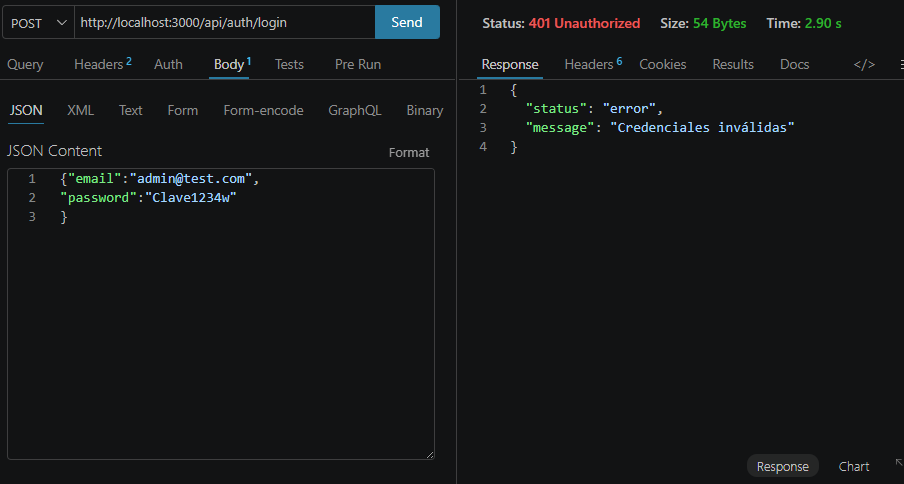 POST http://localhost:3000/api/auth/login Send
Query Headers 2 Auth Body 1 Tests Pre Run
JSON XML Text Form Form-encode GraphQL Binary
JSON Content Format
1 {"email":"admin@test.com",
2 "password":"Clave1234w"
3 }
Status: 401 Unauthorized Size: 54 Bytes Time: 2.90 s
Response Headers 6 Cookies Results Docs </>
1 {
2 "status": "error",
3 "message": "Credenciales inválidas"
4 }
Response Chart